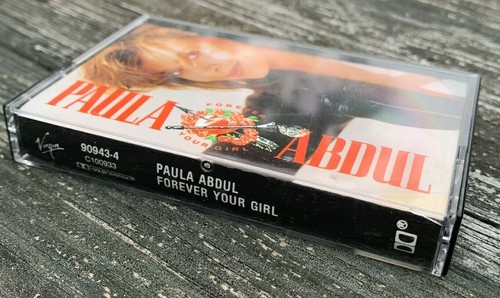 PAULA ABDUL
FOREVER
YOUR GIRL
Virgin
90943-4
C100933
PAULA ABDUL
FOREVER YOUR GIRL